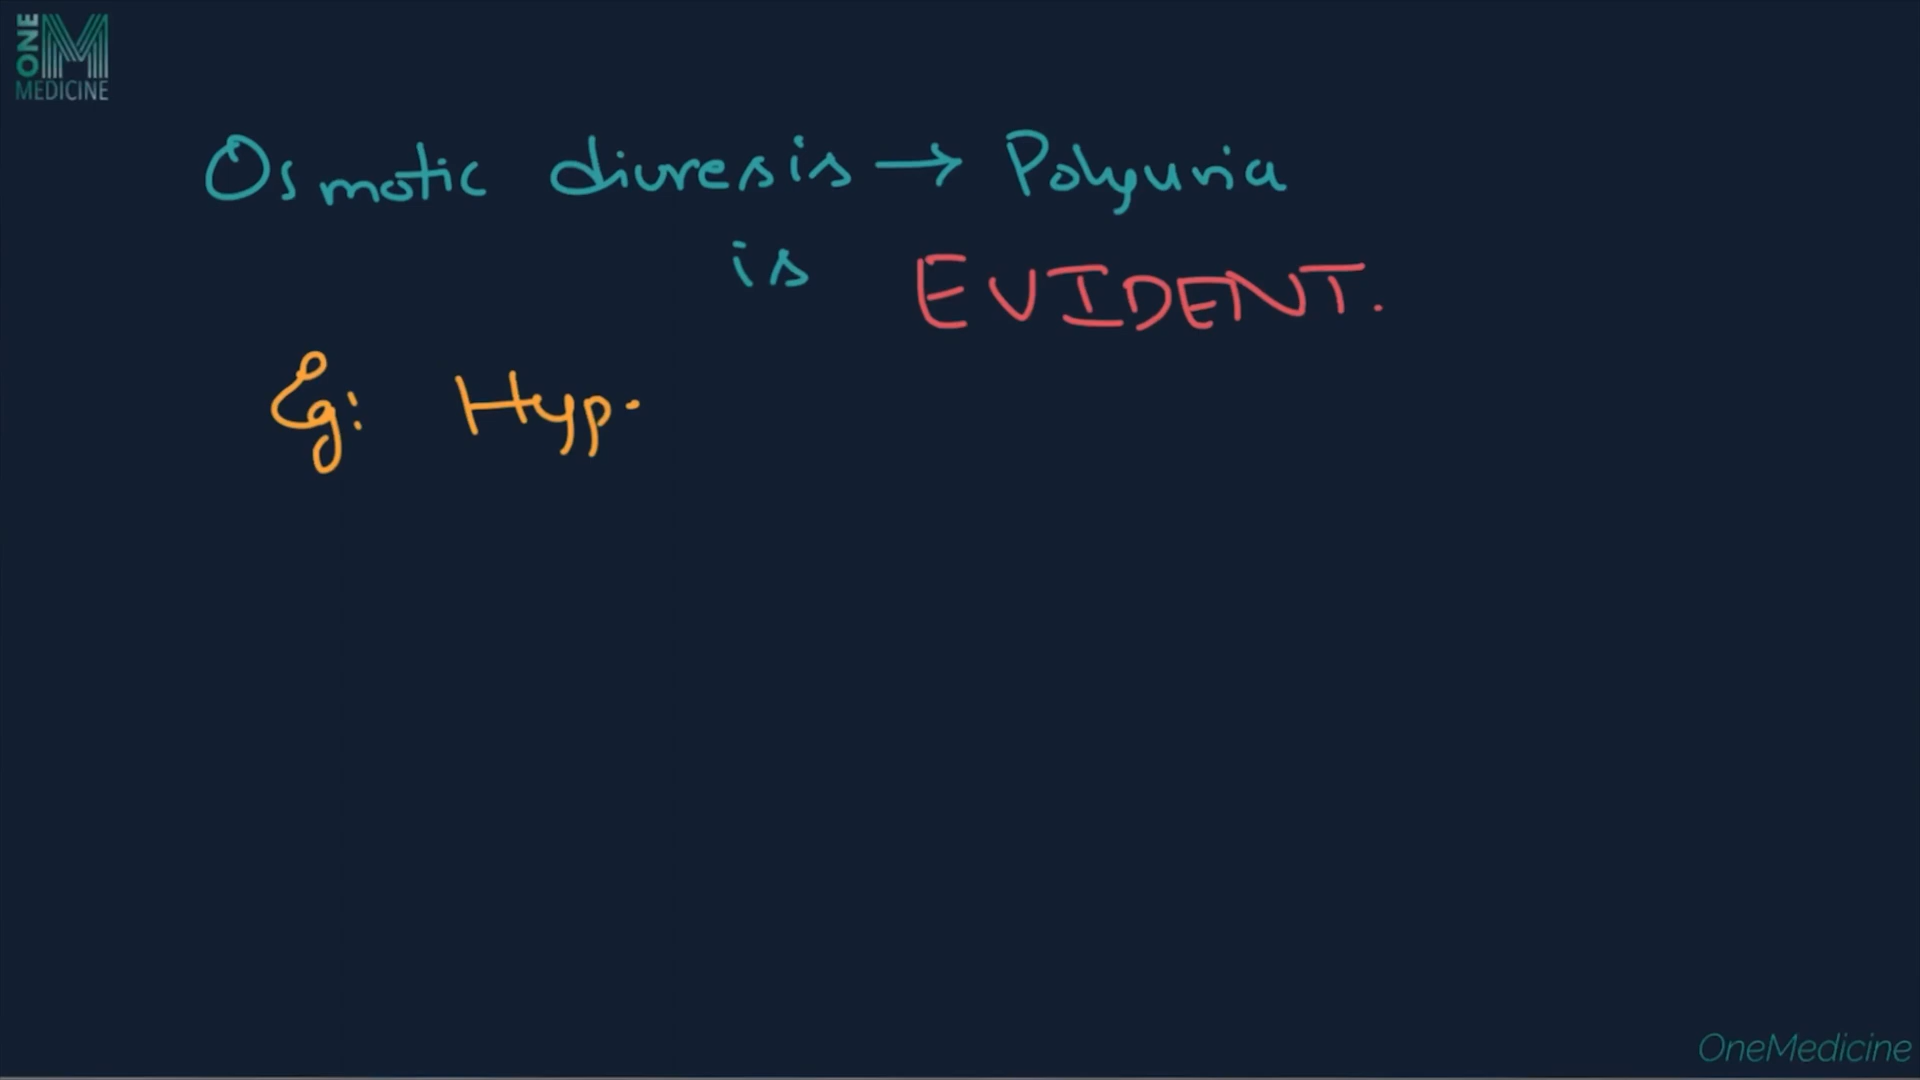 ONE
MEDICINE
Osmotic diuresis → Polyuria
is EVIDENT.
Eg: Hyp.
OneMedicine